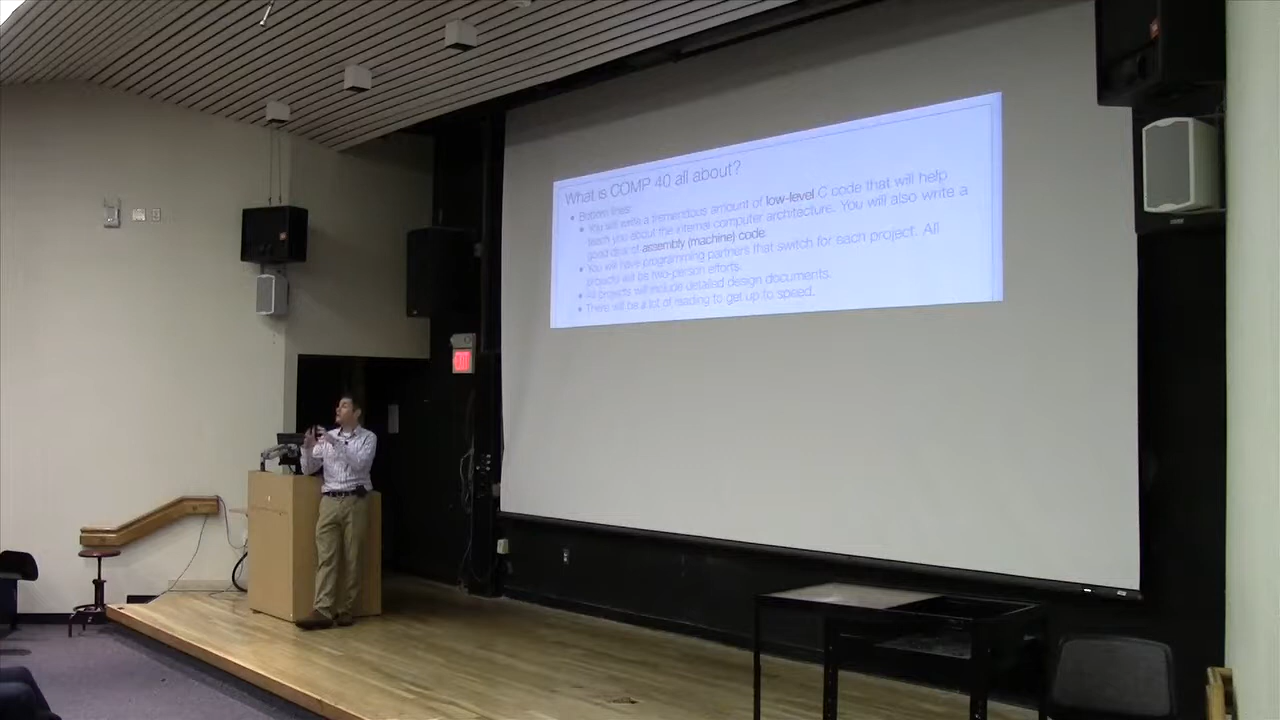 What is COMP 40 all about?
• Bottom lines:
• You will write a tremendous amount of low-level C code that will help
teach you about the internal computer architecture. You will also write a
good deal of assembly (machine) code.
• You will have programming partners that switch for each project. All
projects will be two-person efforts.
• All projects will include detailed design documents.
• There will be a lot of reading to get up to speed.
EXIT